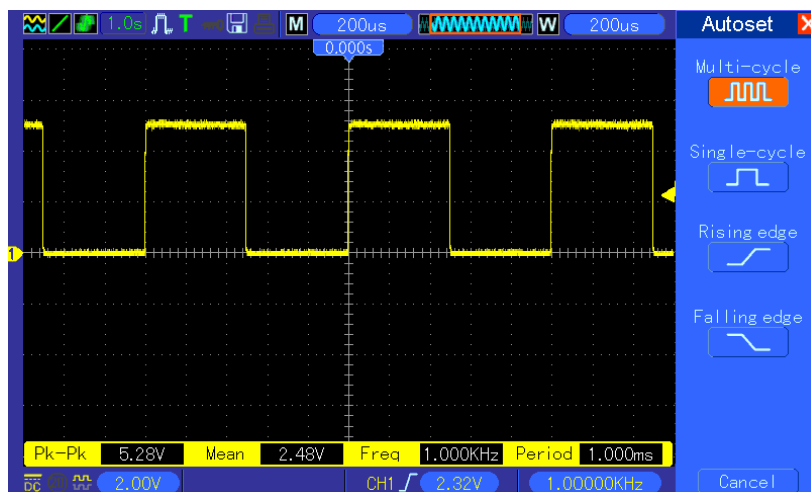 1.0s T M 200us W 200us Autoset X
0.000s
Multi-cycle
Single-cycle
1
Rising edge
Falling edge
Pk-Pk 5.28V Mean 2.48V Freq 1.000KHz Period 1.000ms
DC 2.00V CH1 2.32V 1.00000KHz Cancel